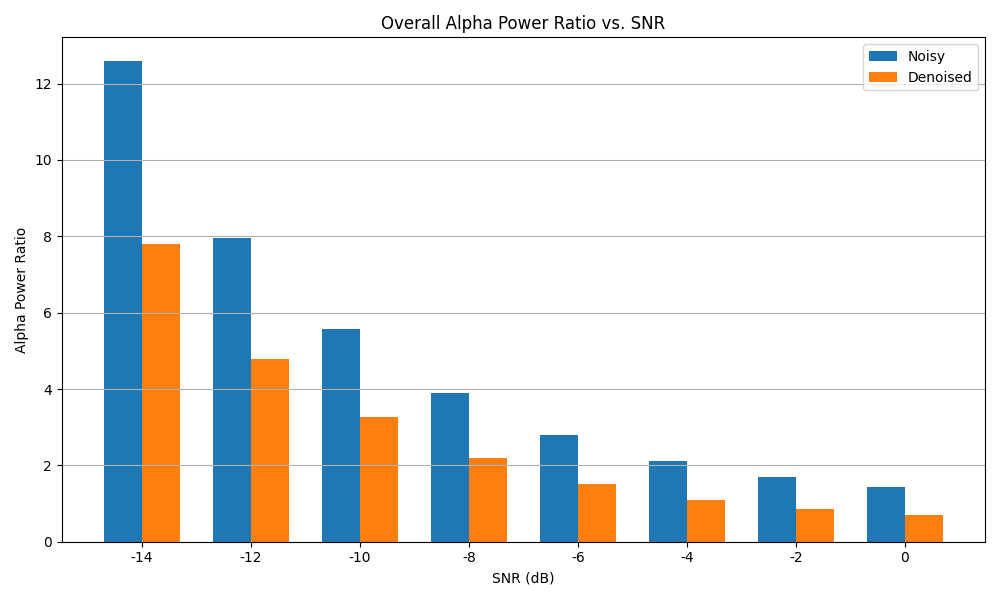 Overall Alpha Power Ratio vs. SNR
Noisy
Denoised
Alpha Power Ratio
12
10
8
6
4
2
0
-14 -12 -10 -8 -6 -4 -2 0
SNR (dB)